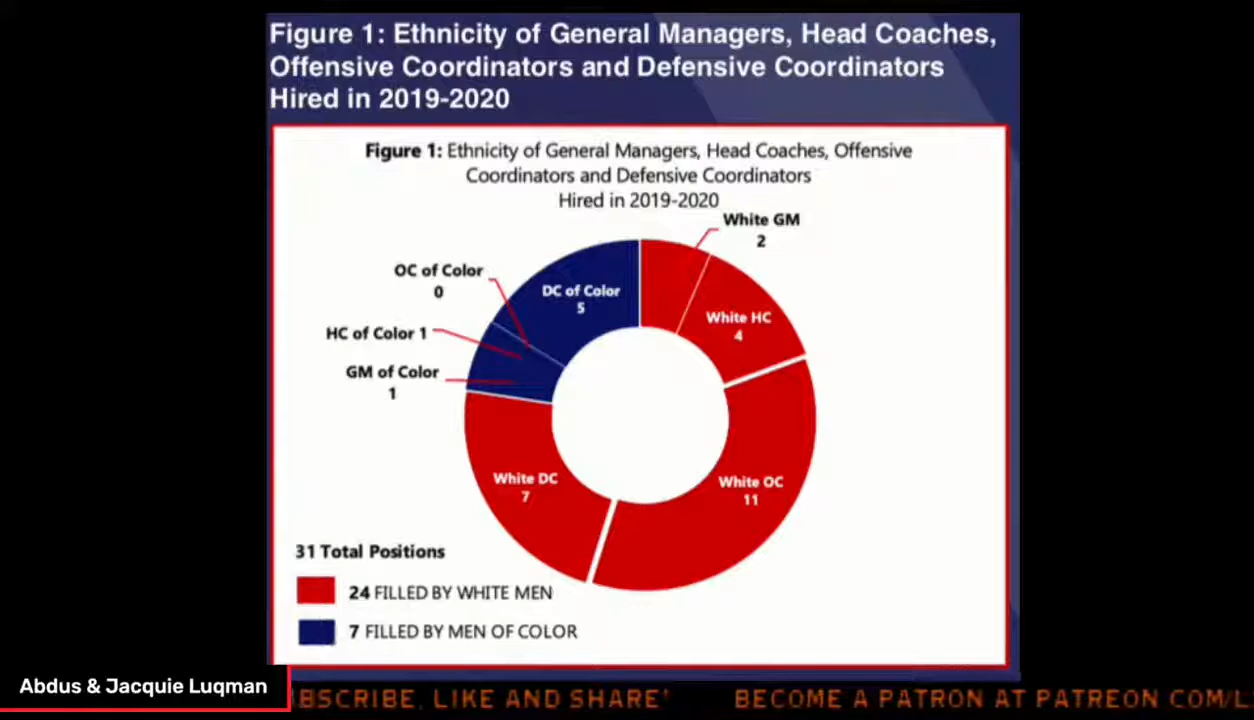 Figure 1: Ethnicity of General Managers, Head Coaches,
Offensive Coordinators and Defensive Coordinators
Hired in 2019-2020
Figure 1: Ethnicity of General Managers, Head Coaches, Offensive
Coordinators and Defensive Coordinators
Hired in 2019-2020
White GM
2
OC of Color
0
DC of Color
5
White HC
4
HC of Color 1
GM of Color
1
White DC
7
White OC
11
31 Total Positions
24 FILLED BY WHITE MEN
7 FILLED BY MEN OF COLOR
Abdus & Jacquie Luqman
BSCRIBE, LIKE AND SHARE! BECOME A PATRON AT PATREON.COM/L